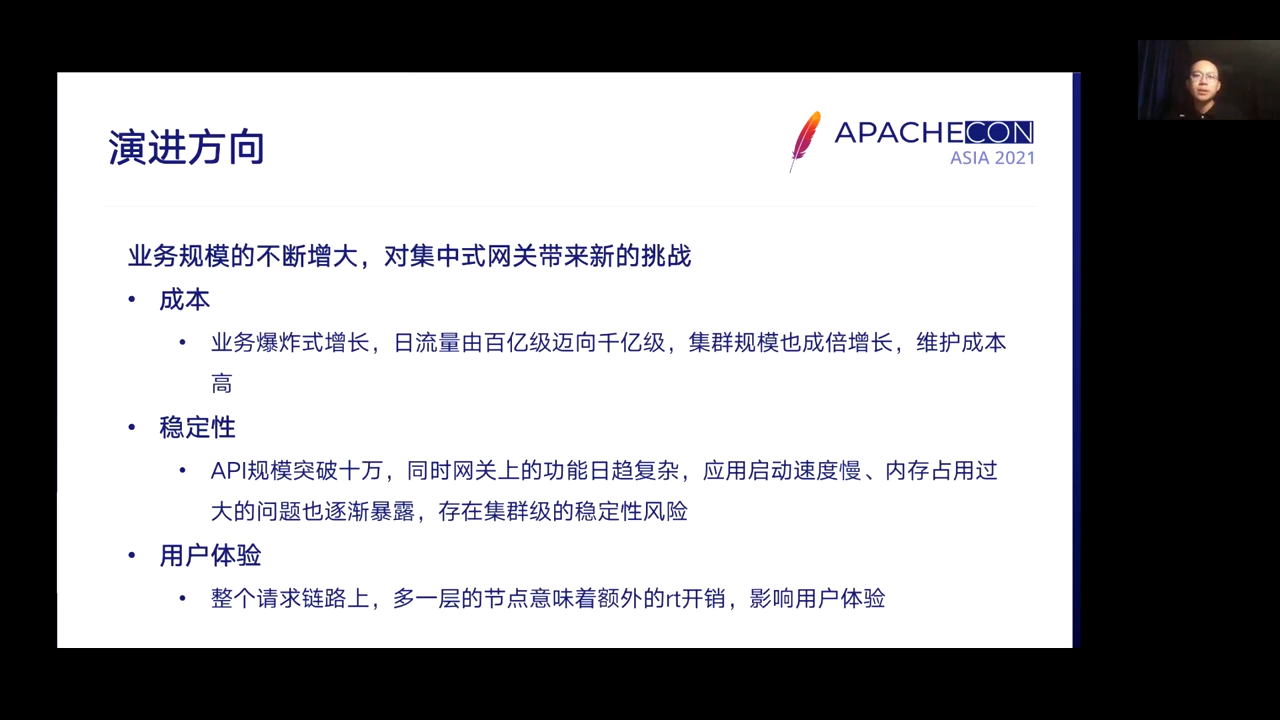 演进方向
APACHECON
ASIA 2021
业务规模的不断增大，对集中式网关带来新的挑战
• 成本
• 业务爆炸式增长，日流量由百亿级迈向千亿级，集群规模也成倍增长，维护成本
高
• 稳定性
• API规模突破十万，同时网关上的功能日趋复杂，应用启动速度慢、内存占用过
大的问题也逐渐暴露，存在集群级的稳定性风险
• 用户体验
• 整个请求链路上，多一层的节点意味着额外的rt开销，影响用户体验